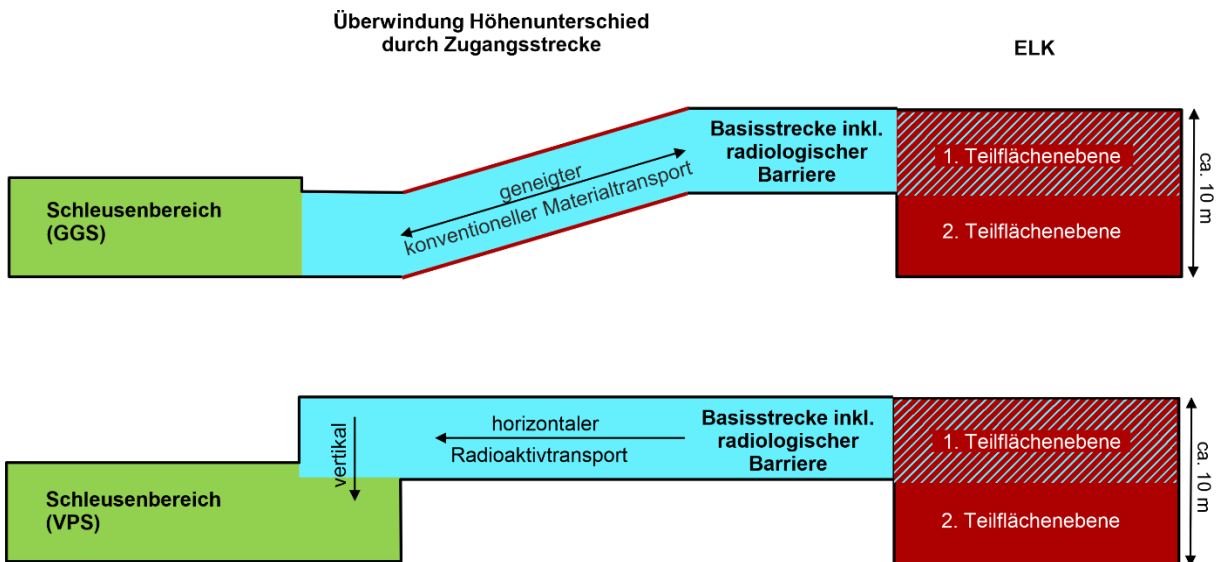 Überwindung Höhenunterschied
durch Zugangsstrecke
ELK
Schleusenbereich
(GGS)
geneigter
konventioneller Materialtransport
Basisstrecke inkl.
radiologischer
Barriere
1. Teilflächenebene
2. Teilflächenebene
ca. 10 m
Schleusenbereich
(VPS)
vertikal
horizontaler
Radioaktivtransport
Basisstrecke inkl.
radiologischer
Barriere
1. Teilflächenebene
2. Teilflächenebene
ca. 10 m